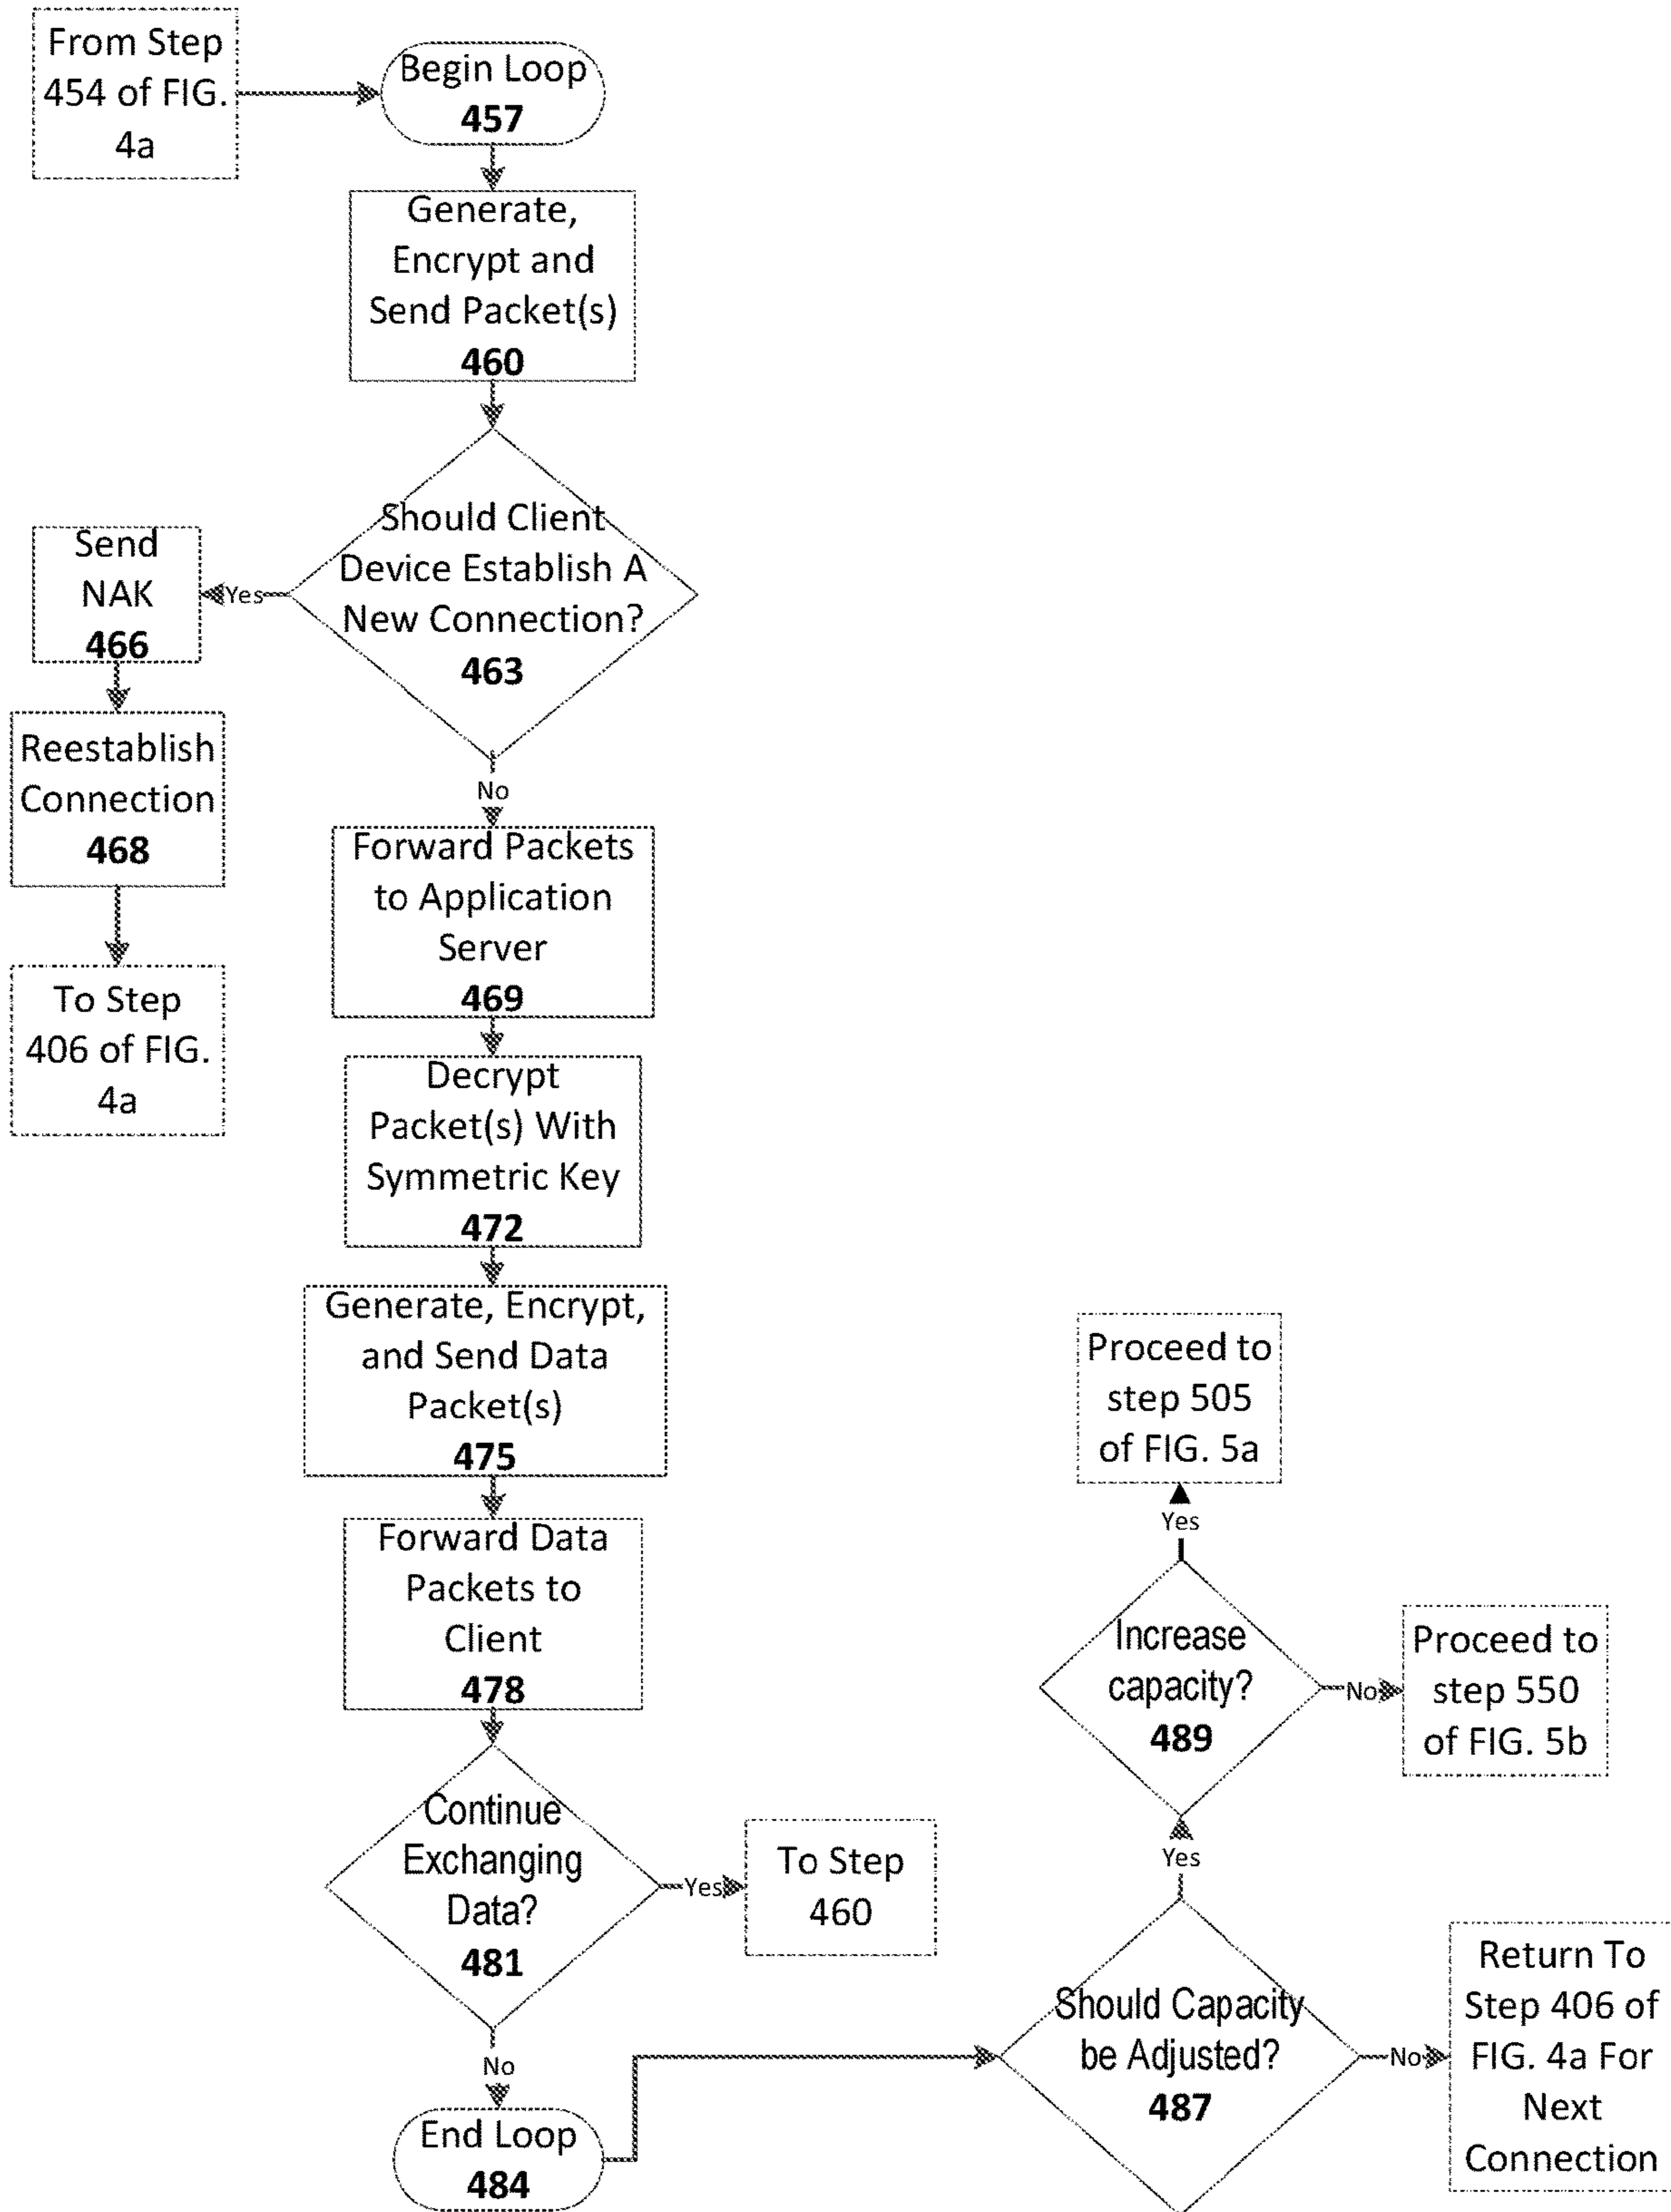 From Step
454 of FIG.
4a
Begin Loop
457
Generate,
Encrypt and
Send Packet(s)
460
Should Client
Device Establish A
New Connection?
463
Yes
Send
NAK
466
Reestablish
Connection
468
To Step
406 of FIG.
4a
No
Forward Packets
to Application
Server
469
Decrypt
Packet(s) With
Symmetric Key
472
Generate, Encrypt,
and Send Data
Packet(s)
475
Forward Data
Packets to
Client
478
Continue
Exchanging
Data?
481
Yes
To Step
460
No
End Loop
484
Should Capacity
be Adjusted?
487
No
Return To
Step 406 of
FIG. 4a For
Next
Connection
Yes
Increase
capacity?
489
No
Proceed to
step 550
of FIG. 5b
Yes
Proceed to
step 505
of FIG. 5a